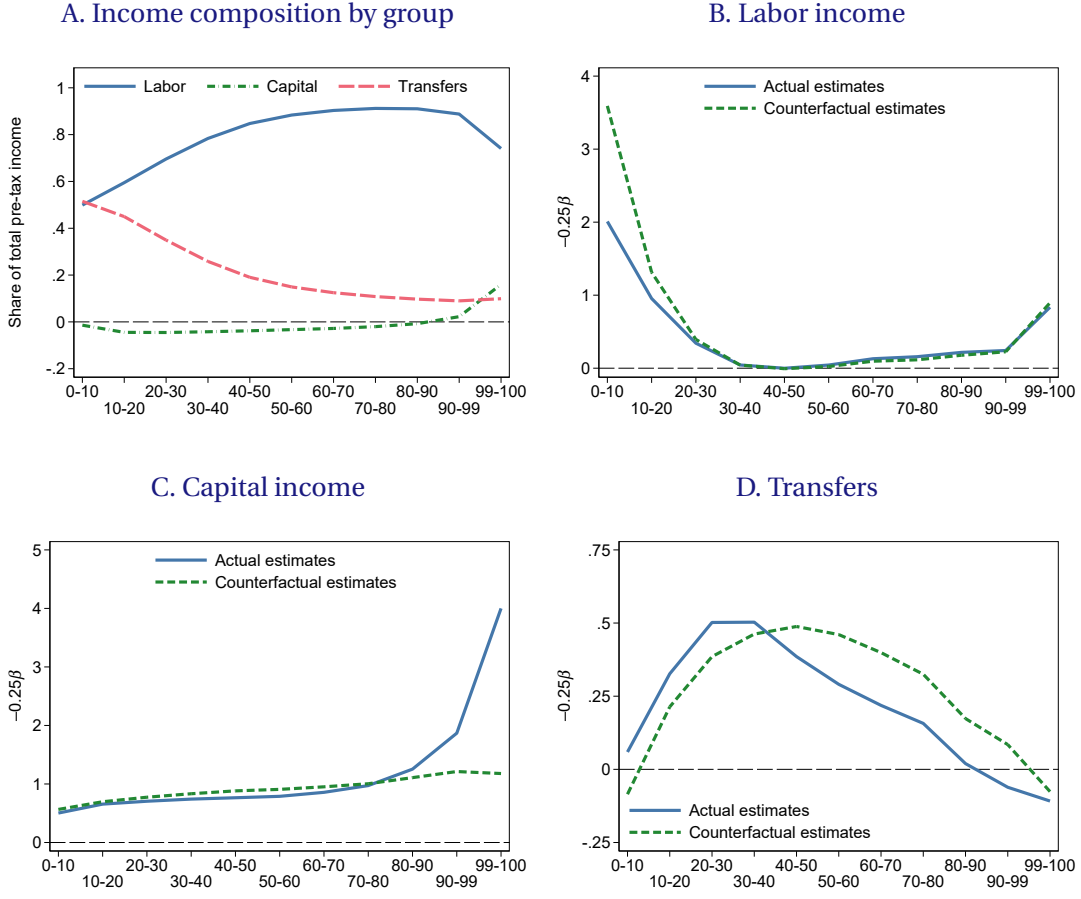 A. Income composition by group
Labor Capital Transfers
Share of total pre-tax income
1
.8
.6
.4
.2
0
-.2
0-10 20-30 40-50 60-70 80-90 99-100
10-20 30-40 50-60 70-80 90-99
B. Labor income
Actual estimates
Counterfactual estimates
−0.25β
4
3
2
1
0
0-10 20-30 40-50 60-70 80-90 99-100
10-20 30-40 50-60 70-80 90-99
C. Capital income
Actual estimates
Counterfactual estimates
−0.25β
5
4
3
2
1
0
0-10 20-30 40-50 60-70 80-90 99-100
10-20 30-40 50-60 70-80 90-99
D. Transfers
−0.25β
.75
.5
.25
0
-.25
Actual estimates
Counterfactual estimates
0-10 20-30 40-50 60-70 80-90 99-100
10-20 30-40 50-60 70-80 90-99